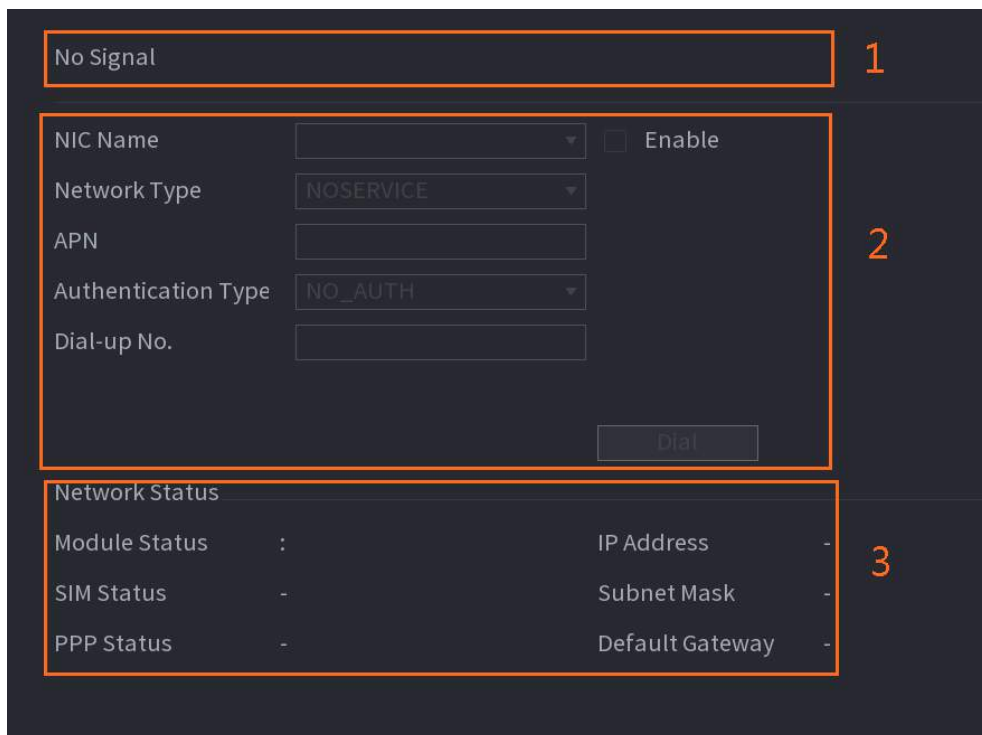 No Signal 1
NIC Name Enable
Network Type NOSERVICE
APN 2
Authentication Type NO_AUTH
Dial-up No.
Dial
Network Status
Module Status : IP Address -
3
SIM Status - Subnet Mask -
PPP Status - Default Gateway -